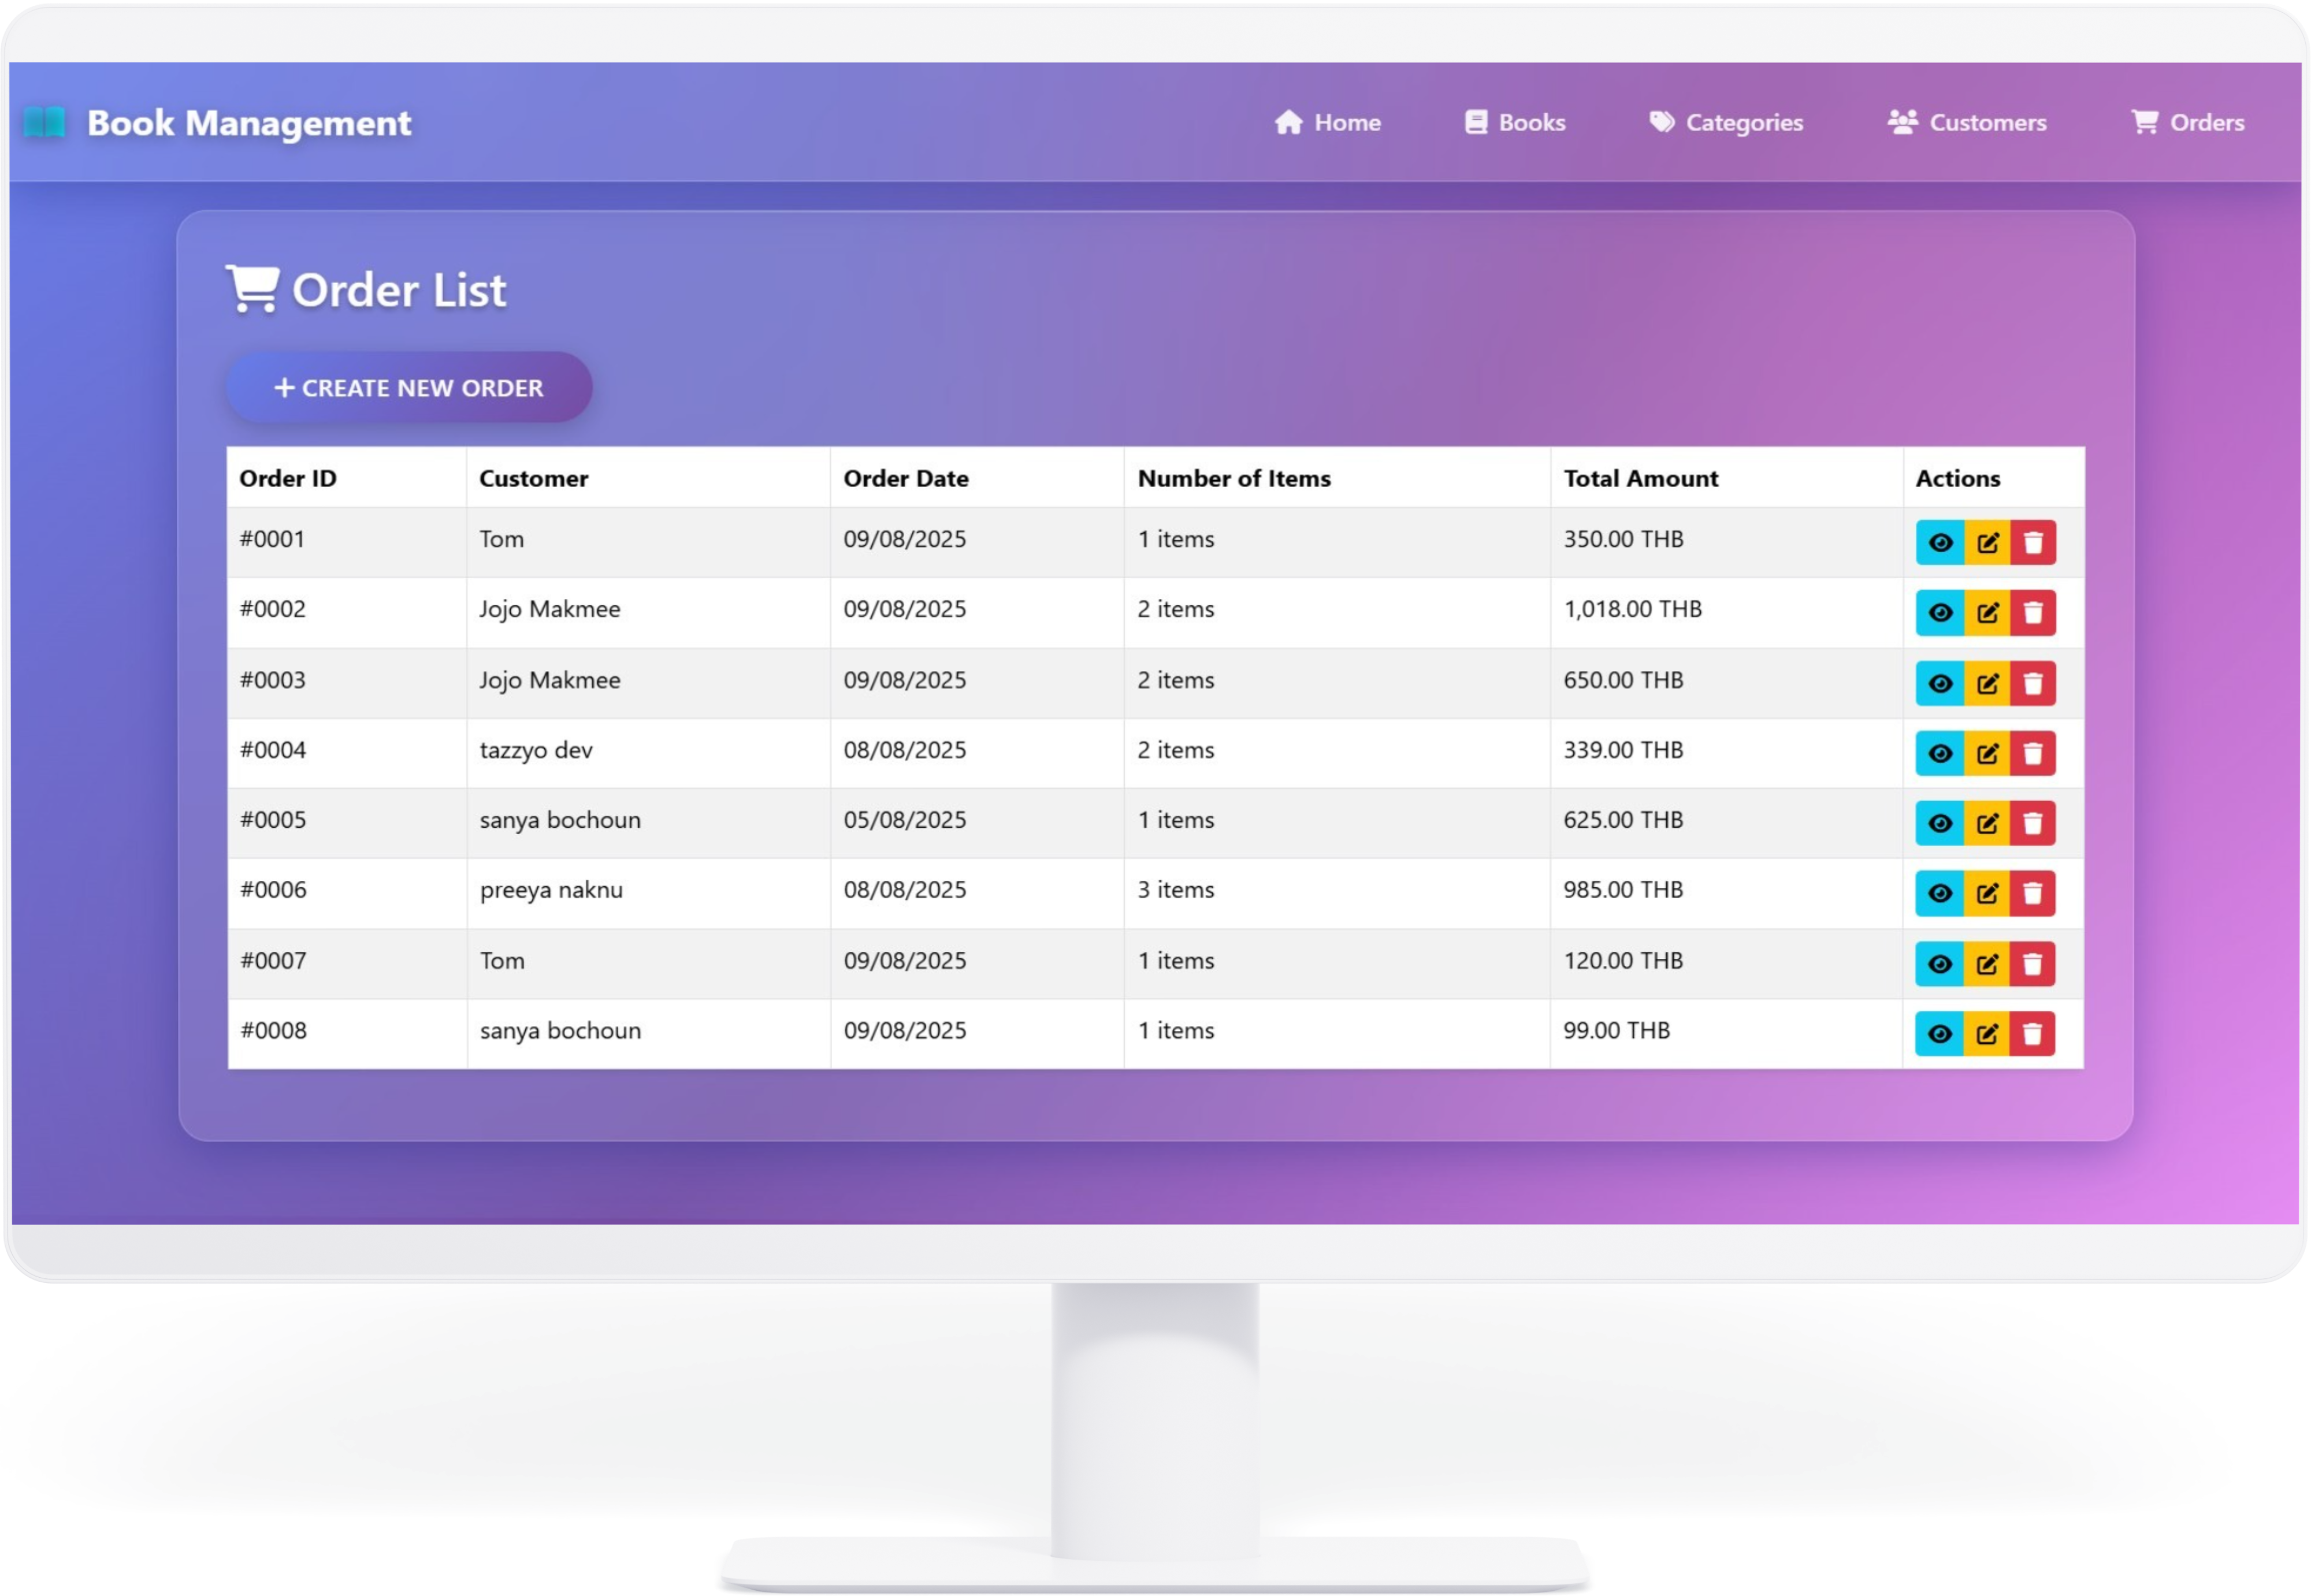 Book Management
Home Books Categories Customers Orders
Order List
+ CREATE NEW ORDER
Order ID Customer Order Date Number of Items Total Amount Actions
#0001 Tom 09/08/2025 1 items 350.00 THB
#0002 Jojo Makmee 09/08/2025 2 items 1,018.00 THB
#0003 Jojo Makmee 09/08/2025 2 items 650.00 THB
#0004 tazzyo dev 08/08/2025 2 items 339.00 THB
#0005 sanya bochoun 05/08/2025 1 items 625.00 THB
#0006 preeya naknu 08/08/2025 3 items 985.00 THB
#0007 Tom 09/08/2025 1 items 120.00 THB
#0008 sanya bochoun 09/08/2025 1 items 99.00 THB